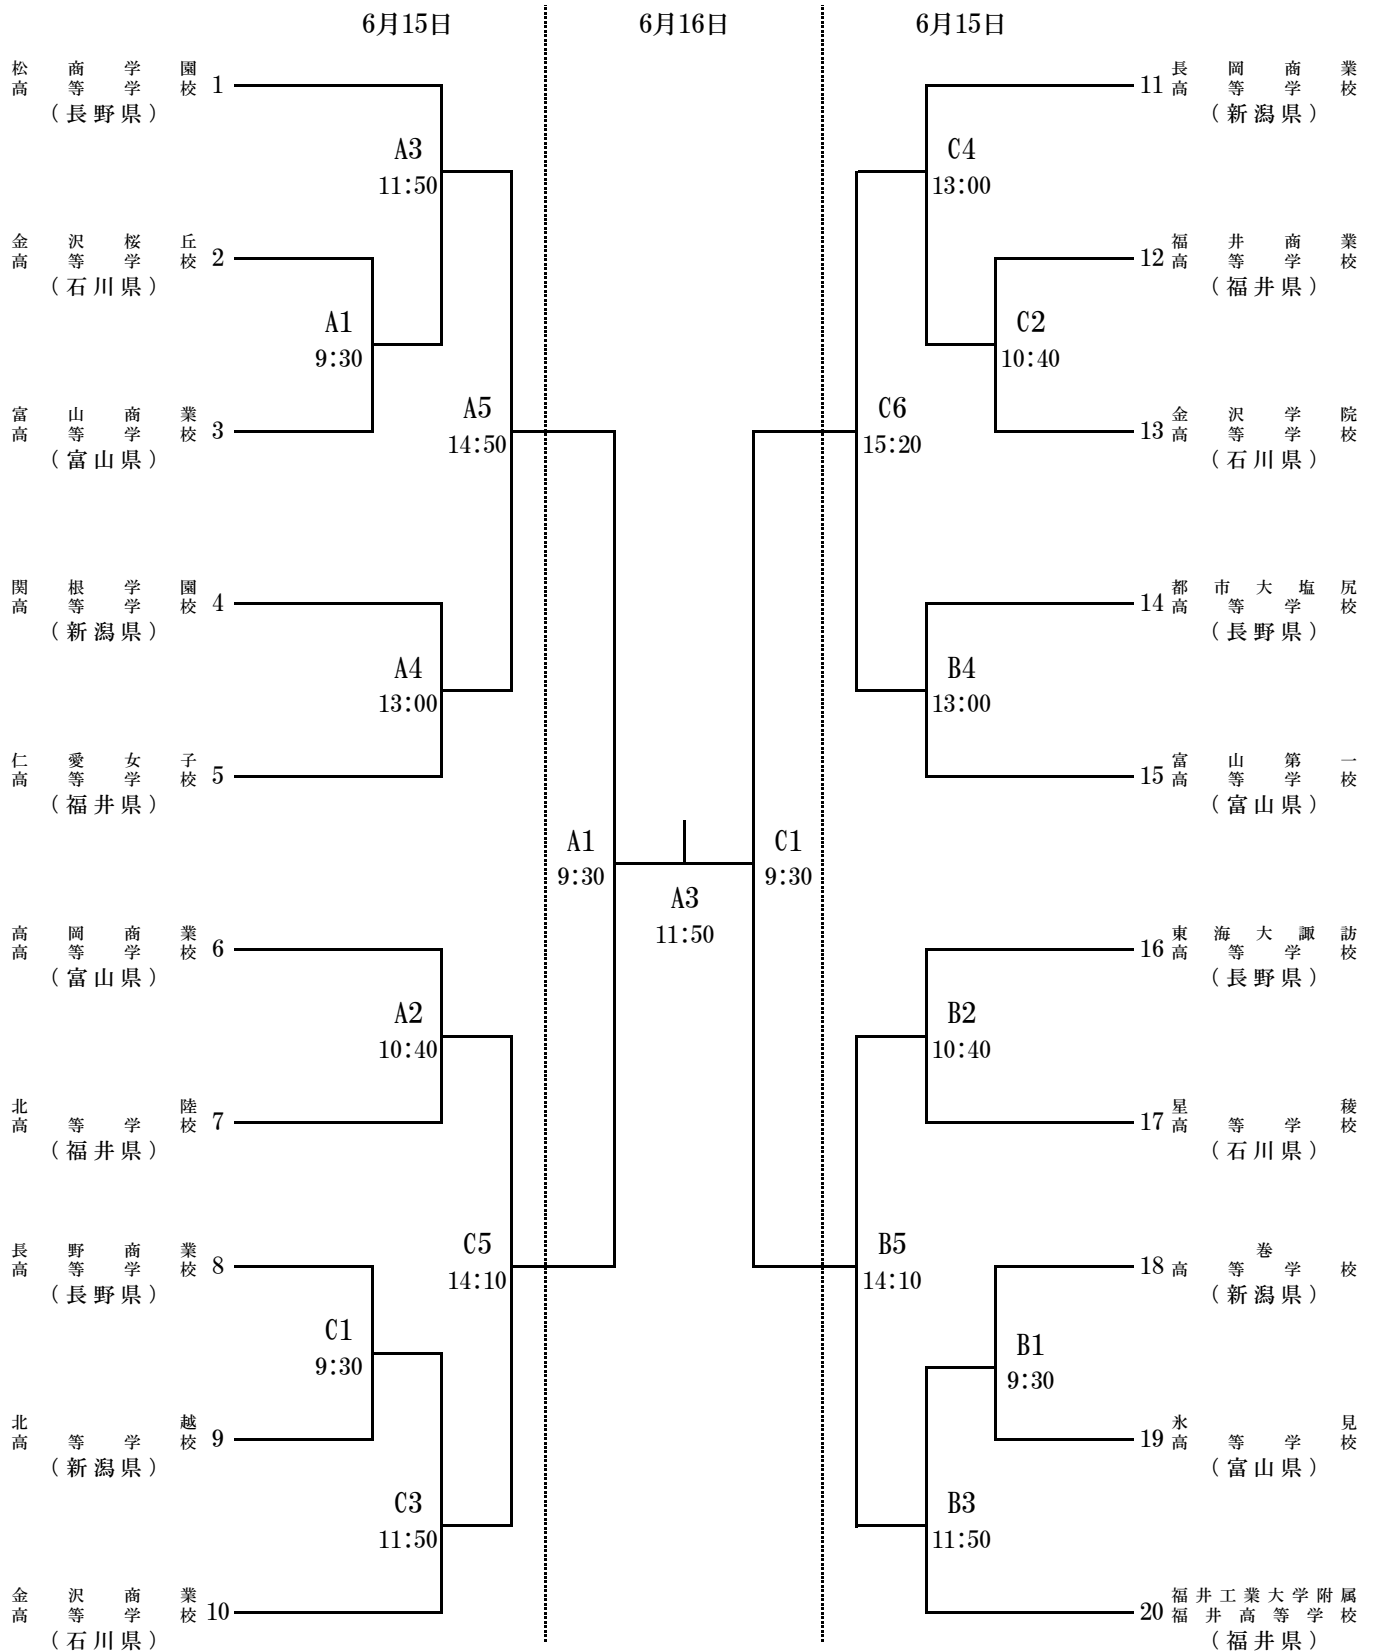 6月15日
6月16日
6月15日
松商学園
高等学校 1
（長野県）
金沢桜丘
高等学校 2
（石川県）
富山商業
高等学校 3
（富山県）
関根学園
高等学校 4
（新潟県）
仁愛女子
高等学校 5
（福井県）
高岡商業
高等学校 6
（富山県）
北陸
高等学校 7
（福井県）
長野商業
高等学校 8
（長野県）
北越
高等学校 9
（新潟県）
金沢商業
高等学校 10
（石川県）
A3
11:50
A1
9:30
A5
14:50
A4
13:00
A2
10:40
C5
14:10
C1
9:30
C3
11:50
A1
9:30
A3
11:50
C1
9:30
C4
13:00
C2
10:40
C6
15:20
B4
13:00
B2
10:40
B5
14:10
B1
9:30
B3
11:50
長岡商業
11 高等学校
（新潟県）
福井商業
12 高等学校
（福井県）
金沢学院
13 高等学校
（石川県）
都市大塩尻
14 高等学校
（長野県）
富山第一
15 高等学校
（富山県）
東海大諏訪
16 高等学校
（長野県）
星稜
17 高等学校
（石川県）
巻
18 高等学校
（新潟県）
氷見
19 高等学校
（富山県）
福井工業大学附属
20 福井高等学校
（福井県）